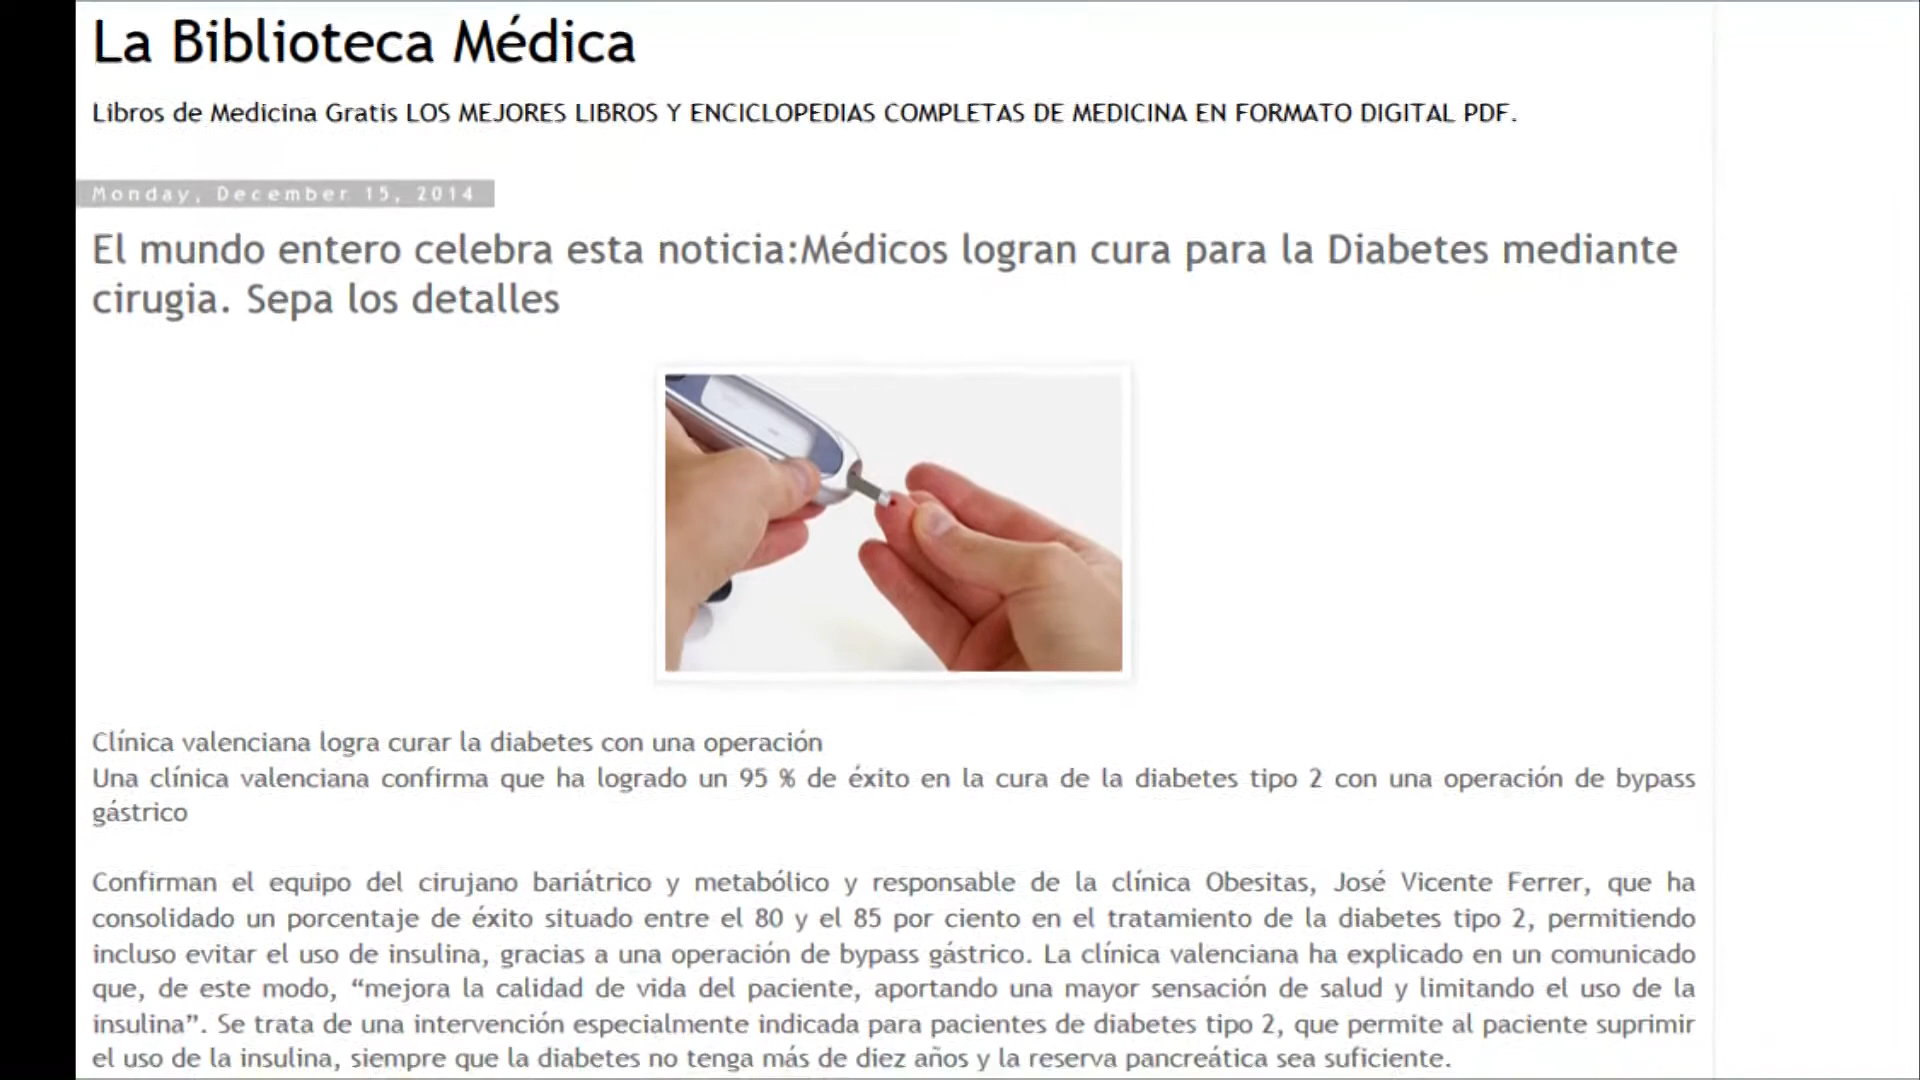 La Biblioteca Médica
Libros de Medicina Gratis LOS MEJORES LIBROS Y ENCICLOPEDIAS COMPLETAS DE MEDICINA EN FORMATO DIGITAL PDF.
Monday, December 15, 2014
El mundo entero celebra esta noticia:Médicos logran cura para la Diabetes mediante
cirugia. Sepa los detalles
Clínica valenciana logra curar la diabetes con una operación
Una clínica valenciana confirma que ha logrado un 95 % de éxito en la cura de la diabetes tipo 2 con una operación de bypass
gástrico
Confirman el equipo del cirujano bariátrico y metabólico y responsable de la clínica Obesitas, José Vicente Ferrer, que ha
consolidado un porcentaje de éxito situado entre el 80 y el 85 por ciento en el tratamiento de la diabetes tipo 2, permitiendo
incluso evitar el uso de insulina, gracias a una operación de bypass gástrico. La clínica valenciana ha explicado en un comunicado
que, de este modo, “mejora la calidad de vida del paciente, aportando una mayor sensación de salud y limitando el uso de la
insulina”. Se trata de una intervención especialmente indicada para pacientes de diabetes tipo 2, que permite al paciente suprimir
el uso de la insulina, siempre que la diabetes no tenga más de diez años y la reserva pancreática sea suficiente.